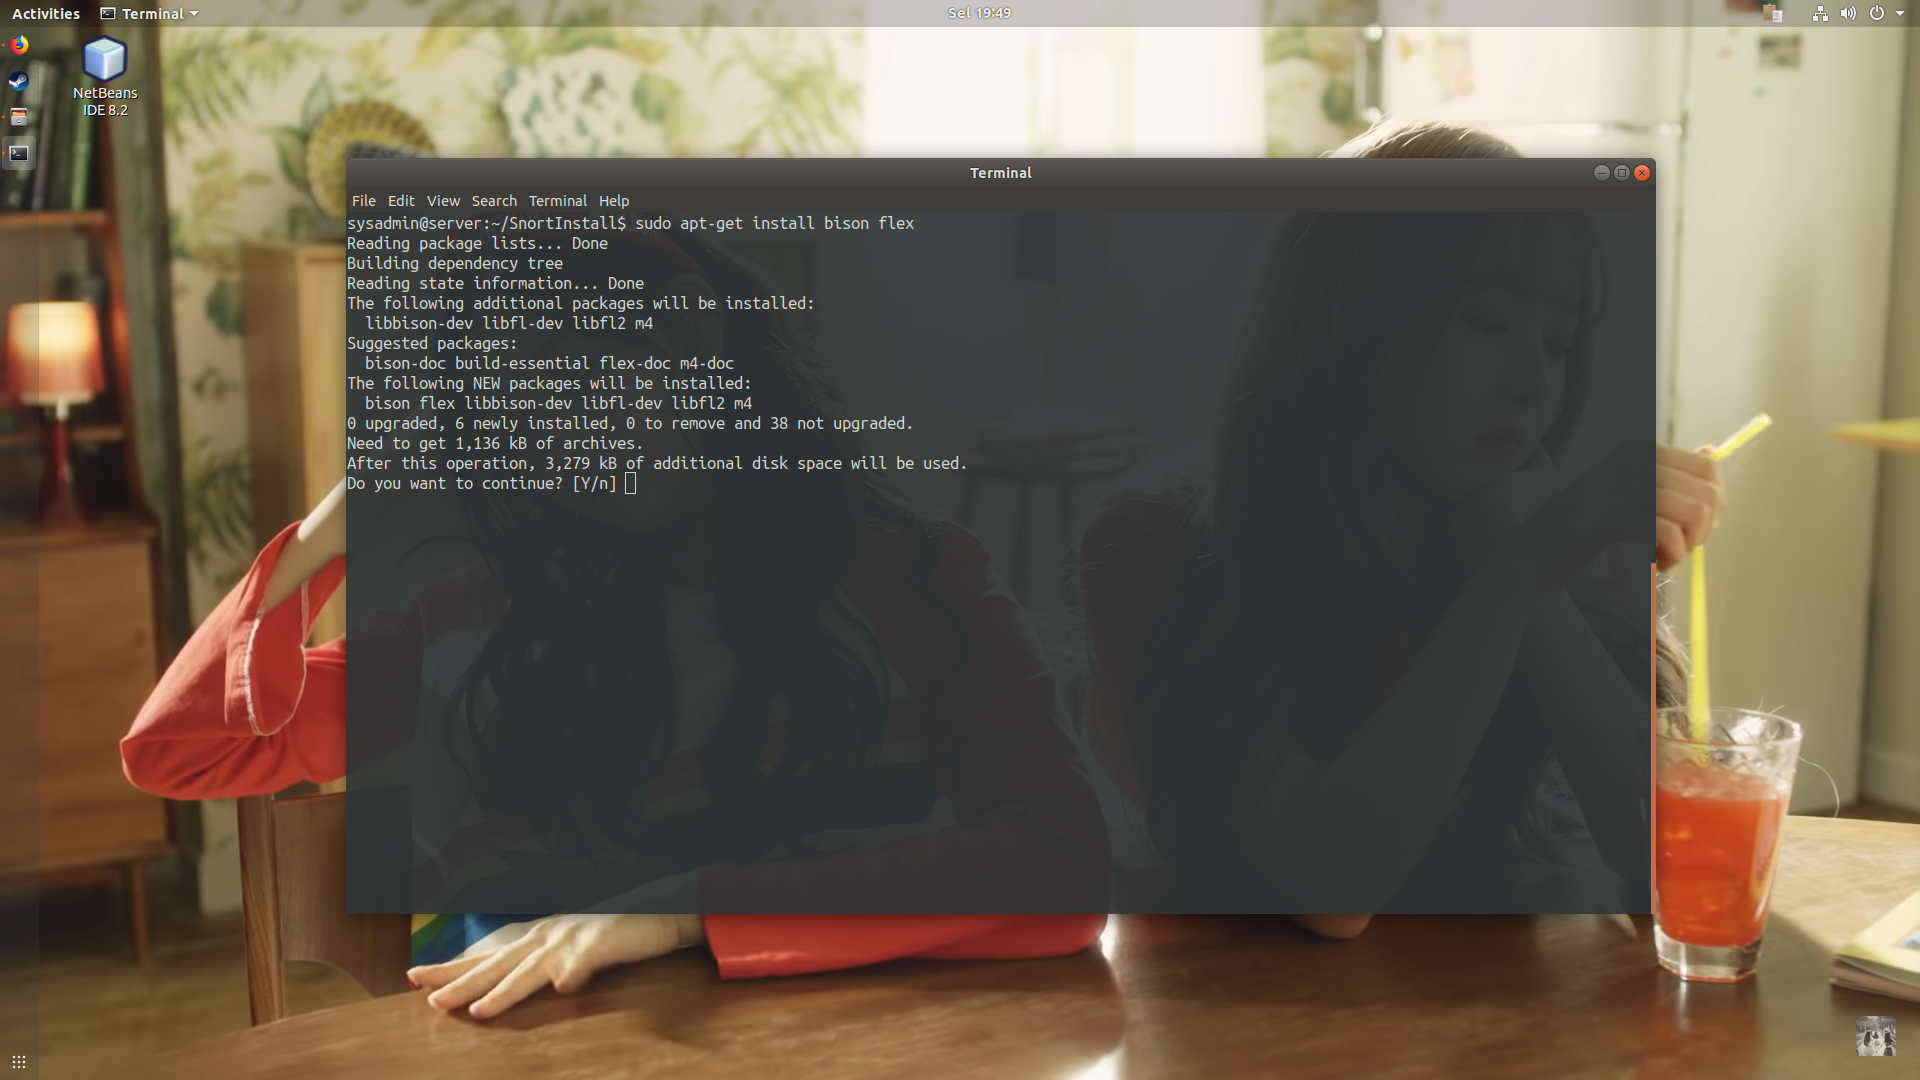 Activities
Terminal
Sel 19:49
NetBeans
IDE 8.2
Terminal
File Edit View Search Terminal Help
sysadmin@server:~/SnortInstall$ sudo apt-get install bison flex
Reading package lists... Done
Building dependency tree
Reading state information... Done
The following additional packages will be installed:
  libbison-dev libfl-dev libfl2 m4
Suggested packages:
  bison-doc build-essential flex-doc m4-doc
The following NEW packages will be installed:
  bison flex libbison-dev libfl-dev libfl2 m4
0 upgraded, 6 newly installed, 0 to remove and 38 not upgraded.
Need to get 1,136 kB of archives.
After this operation, 3,279 kB of additional disk space will be used.
Do you want to continue? [Y/n]